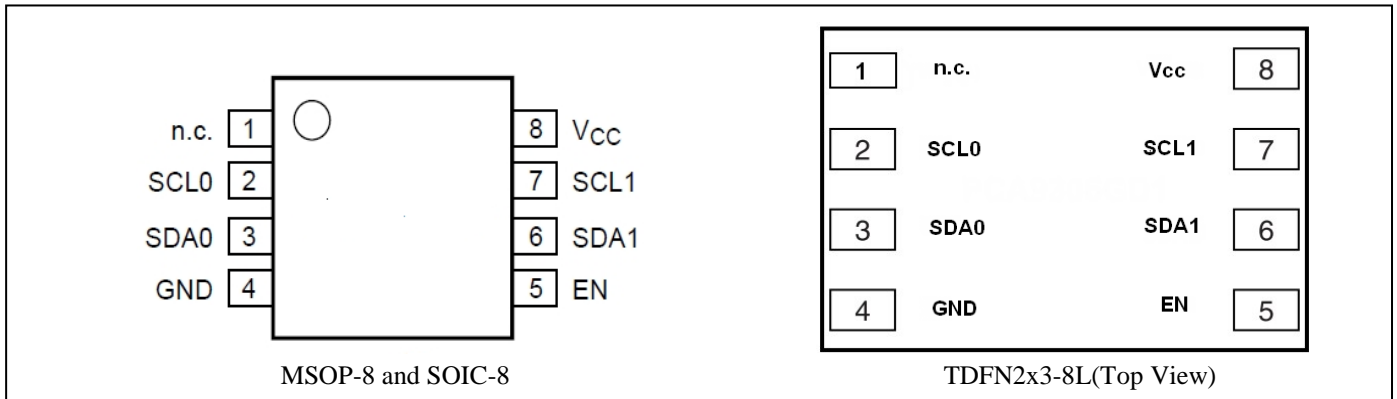 n.c. 1 8 VCC
SCL0 2 7 SCL1
SDA0 3 6 SDA1
GND 4 5 EN
MSOP-8 and SOIC-8
1 n.c. Vcc 8
2 SCL0 SCL1 7
3 SDA0 SDA1 6
4 GND EN 5
TDFN2x3-8L(Top View)